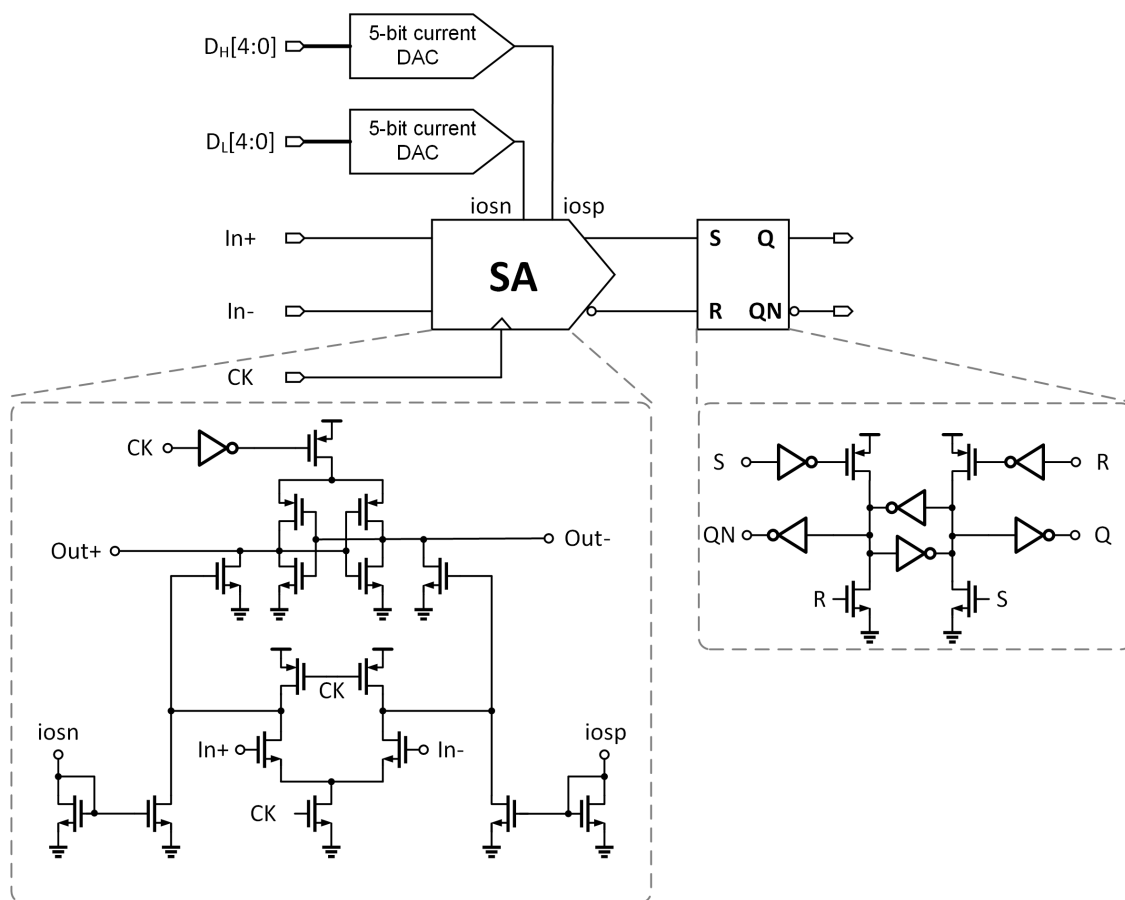 D_H[4:0]
5-bit current
DAC
D_L[4:0]
5-bit current
DAC
iosn
iosp
In+
In-
CK
SA
S
Q
R
QN
CK
Out+
Out-
CK
iosn
In+
In-
iosp
CK
S
R
QN
Q
R
S